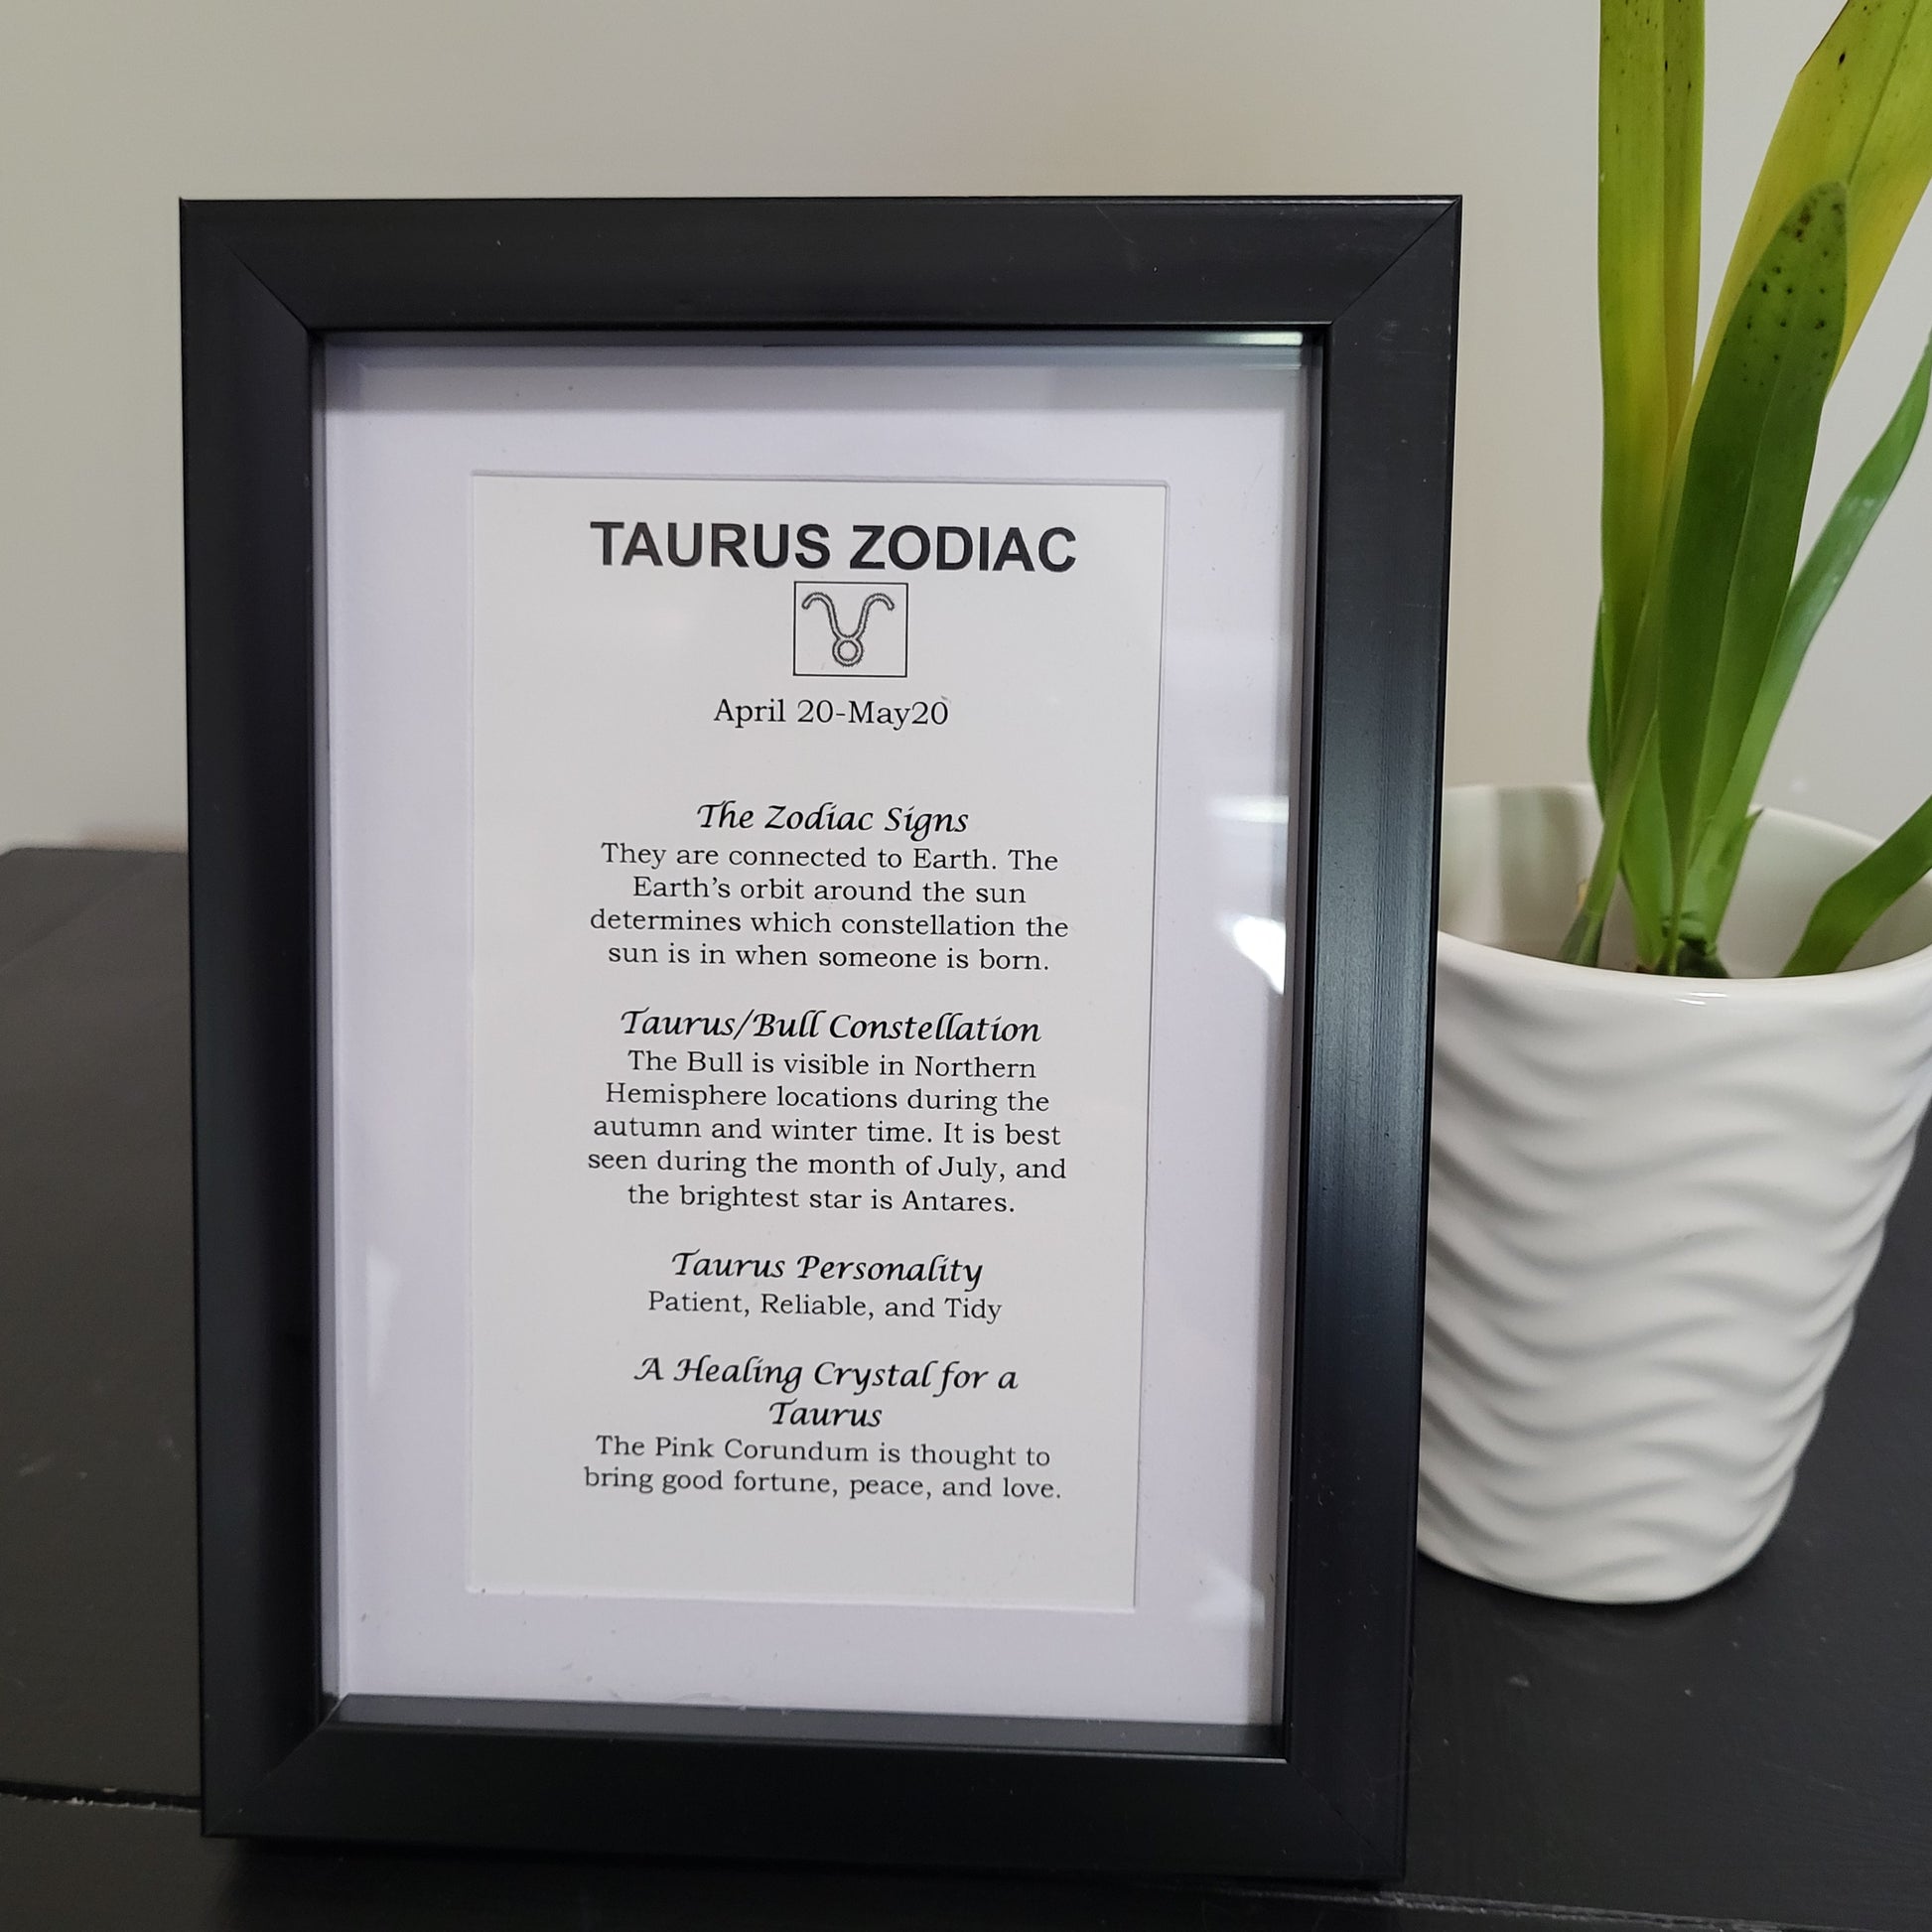 TAURUS ZODIAC
April 20-May20
The Zodiac Signs
They are connected to Earth. The
Earth's orbit around the sun
determines which constellation the
sun is in when someone is born.
Taurus/Bull Constellation
The Bull is visible in Northern
Hemisphere locations during the
autumn and winter time. It is best
seen during the month of July, and
the brightest star is Antares.
Taurus Personality
Patient, Reliable, and Tidy
A Healing Crystal for a
Taurus
The Pink Corundum is thought to
bring good fortune, peace, and love.